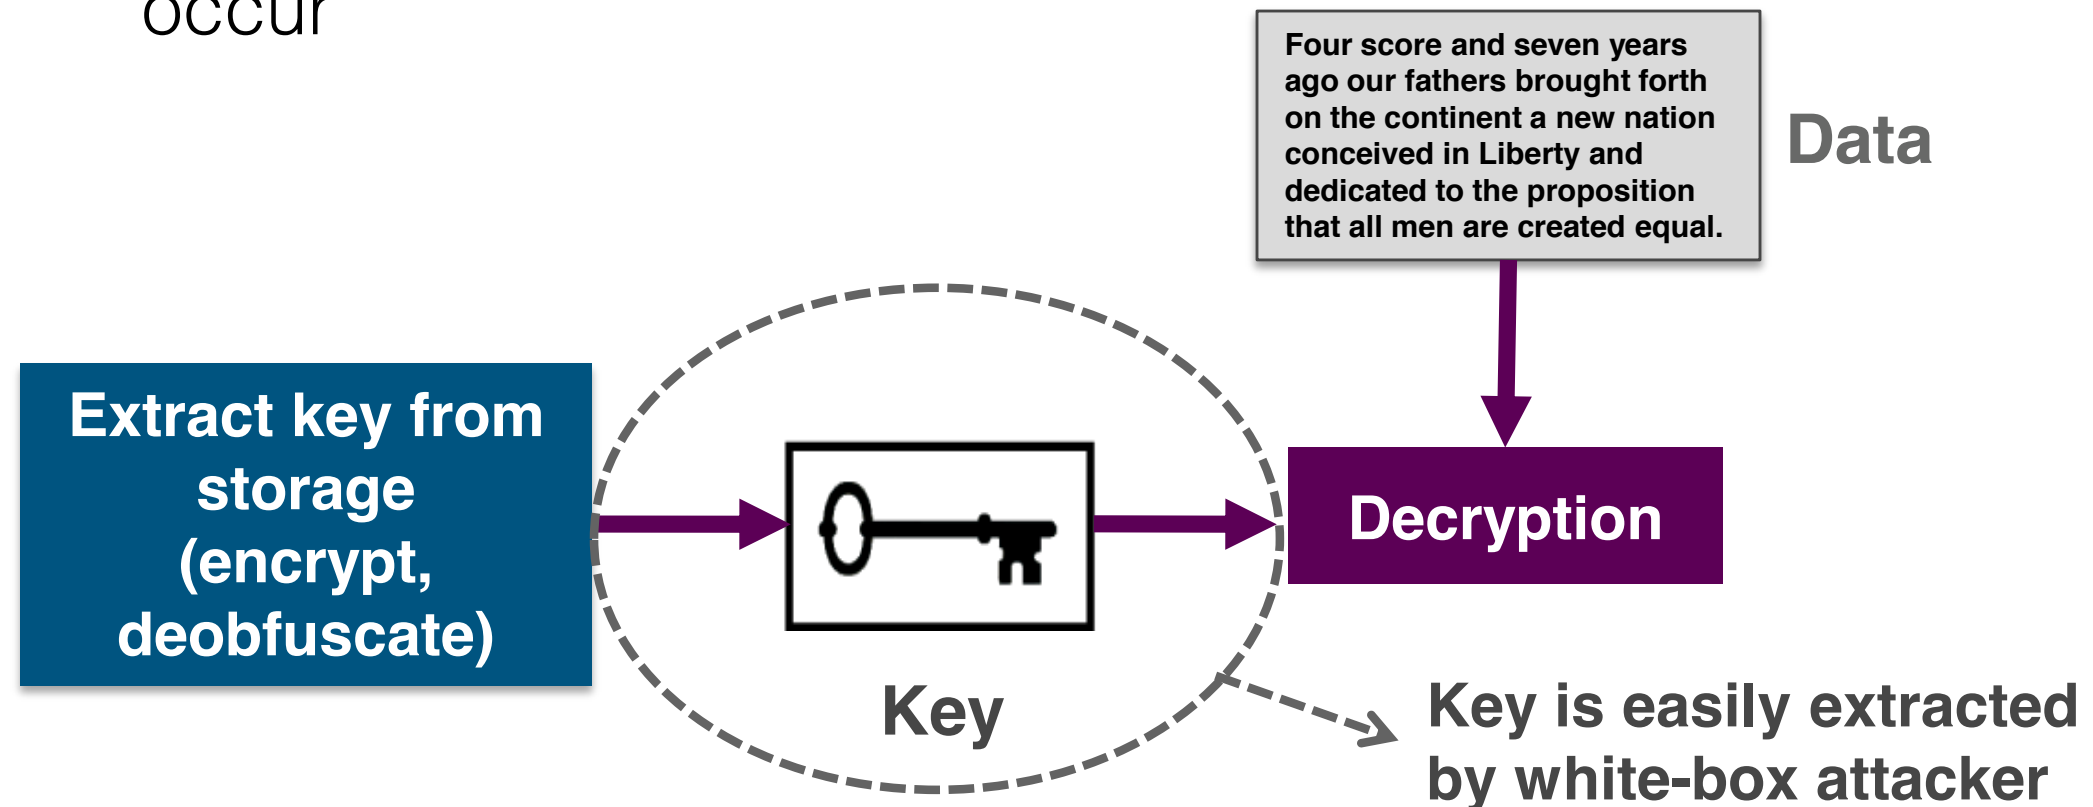 occur
Four score and seven years
ago our fathers brought forth
on the continent a new nation
conceived in Liberty and
dedicated to the proposition
that all men are created equal.
Data
Extract key from
storage
(encrypt,
deobfuscate)
Key
Decryption
Key is easily extracted
by white-box attacker